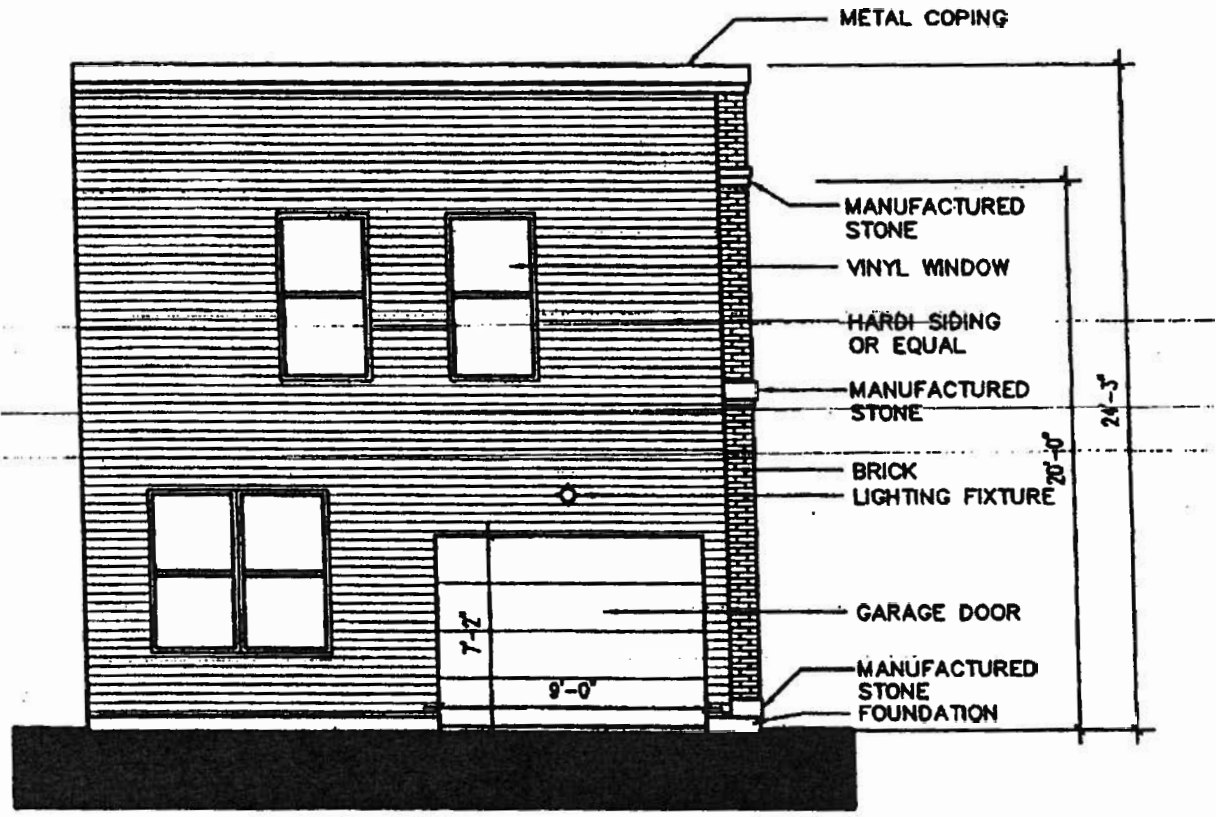 METAL COPING
MANUFACTURED
STONE
VINYL WINDOW
HARDI SIDING
OR EQUAL
MANUFACTURED
STONE
24'-3"
20'-0"
BRICK
LIGHTING FIXTURE
GARAGE DOOR
7'-2"
9'-0"
MANUFACTURED
STONE
FOUNDATION